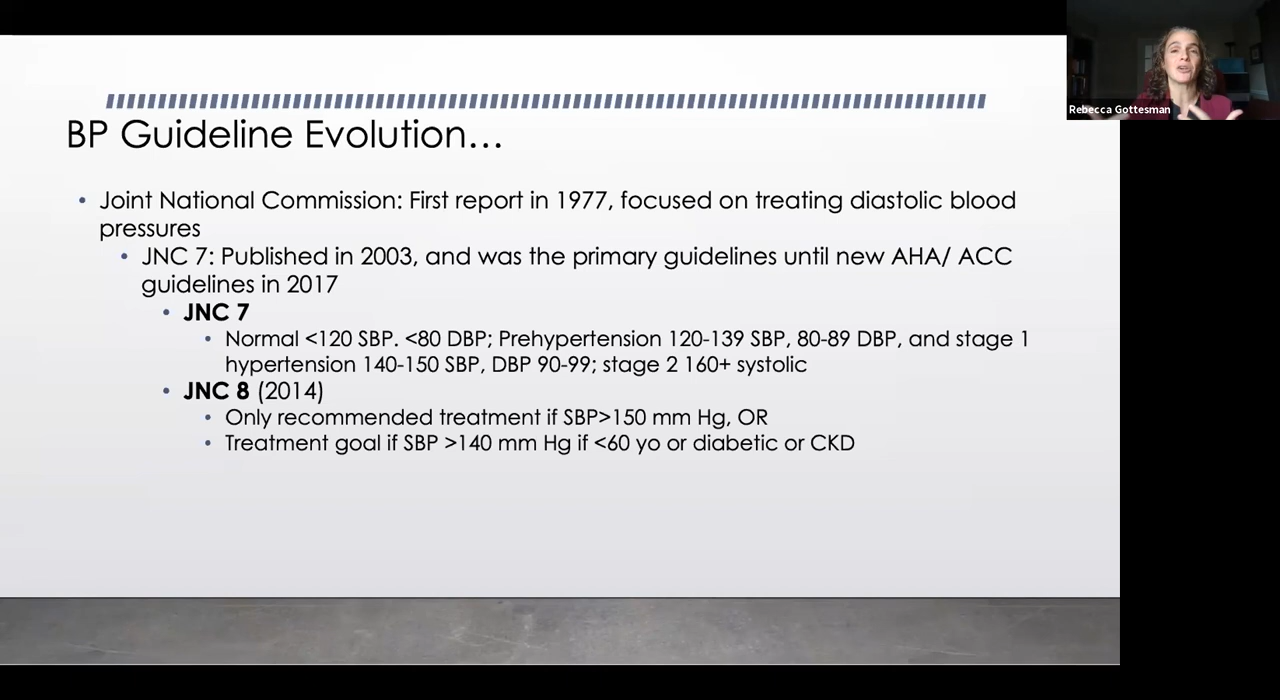 Rebecca Gottesman
BP Guideline Evolution…
• Joint National Commission: First report in 1977, focused on treating diastolic blood
pressures
• JNC 7: Published in 2003, and was the primary guidelines until new AHA/ ACC
guidelines in 2017
• JNC 7
• Normal <120 SBP. <80 DBP; Prehypertension 120-139 SBP, 80-89 DBP, and stage 1
hypertension 140-150 SBP, DBP 90-99; stage 2 160+ systolic
• JNC 8 (2014)
• Only recommended treatment if SBP>150 mm Hg, OR
• Treatment goal if SBP >140 mm Hg if <60 yo or diabetic or CKD